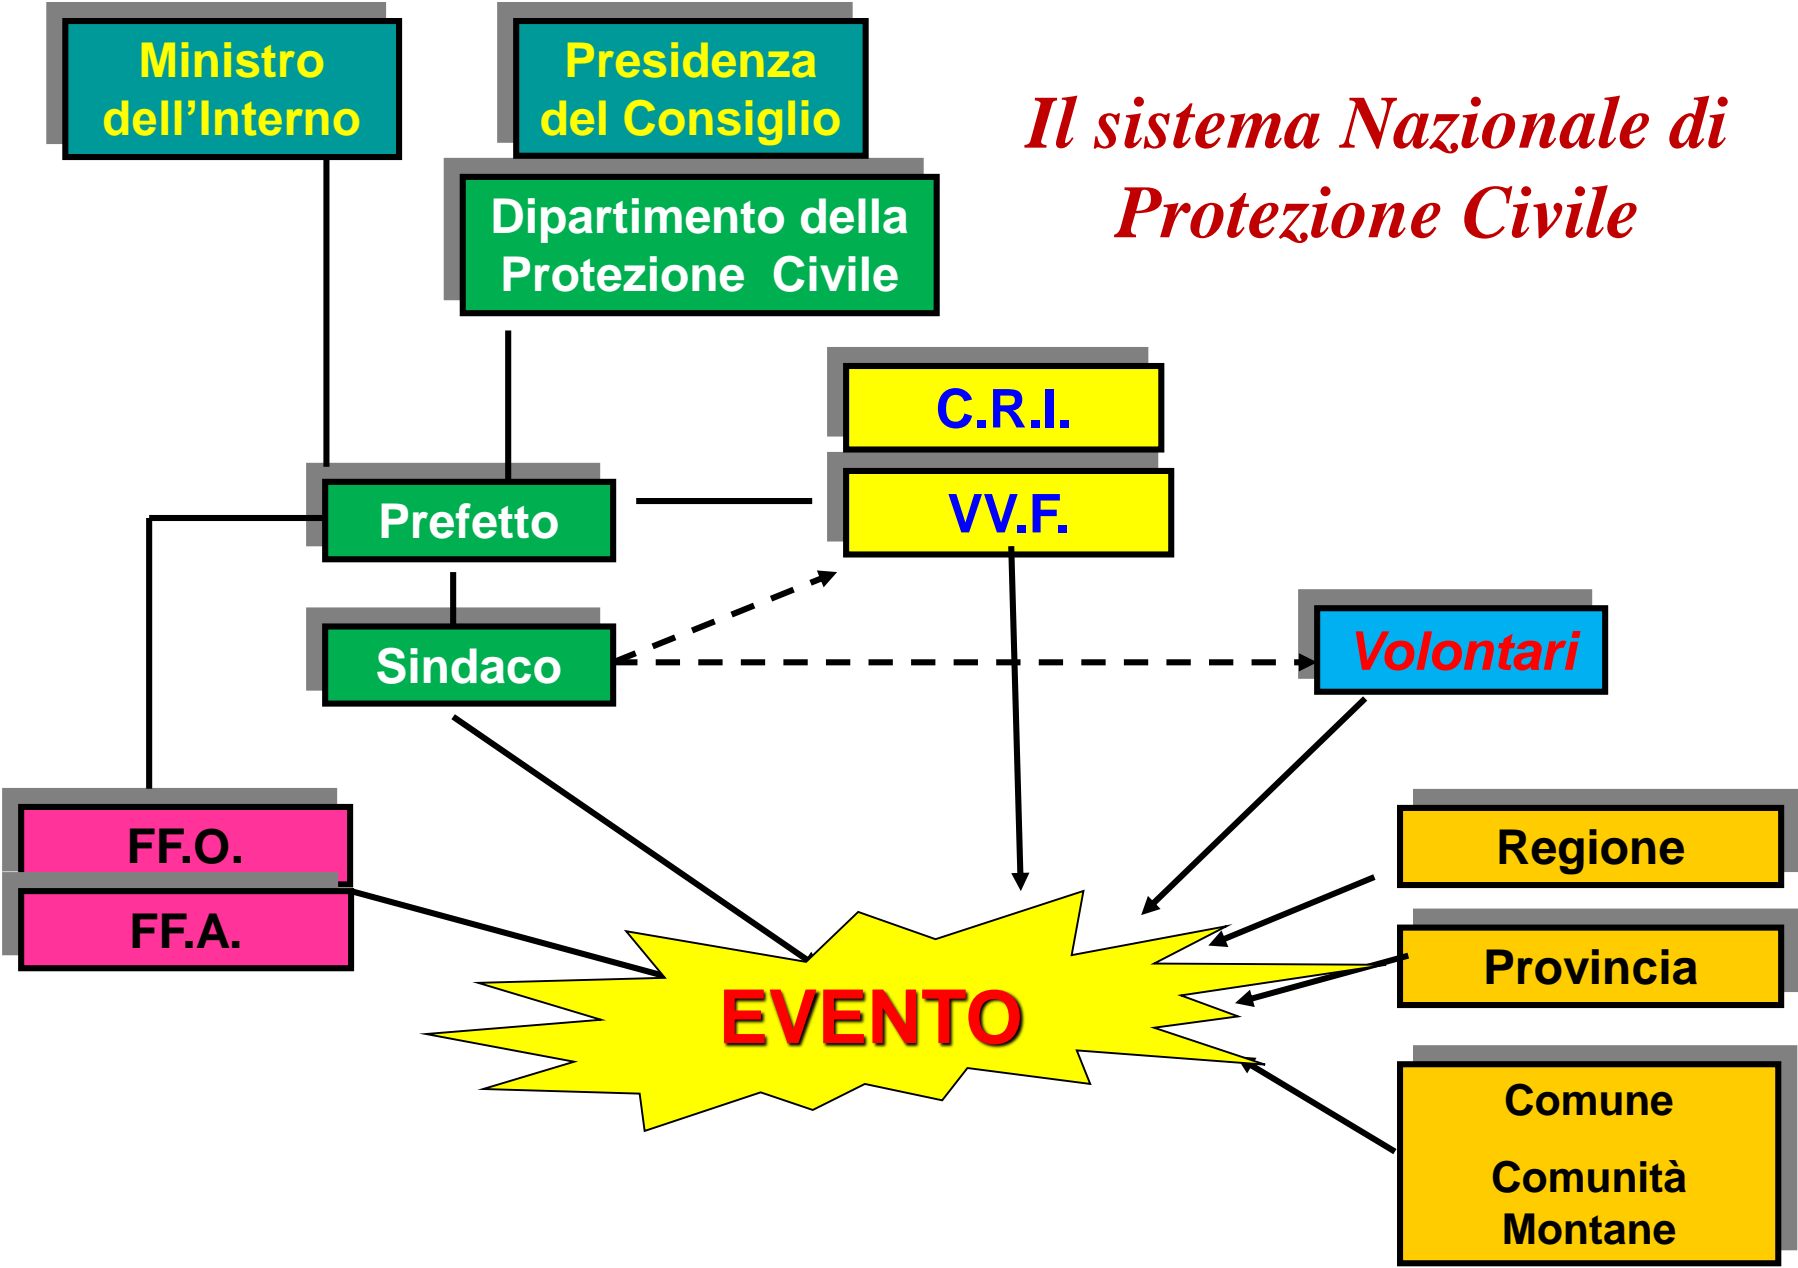 Ministro
dell’Interno
Presidenza
del Consiglio
Il sistema Nazionale di
Protezione Civile
Dipartimento della
Protezione  Civile
C.R.I.
VV.F.
Prefetto
Sindaco
Volontari
FF.O.
FF.A.
Regione
Provincia
EVENTO
Comune
Comunità
Montane